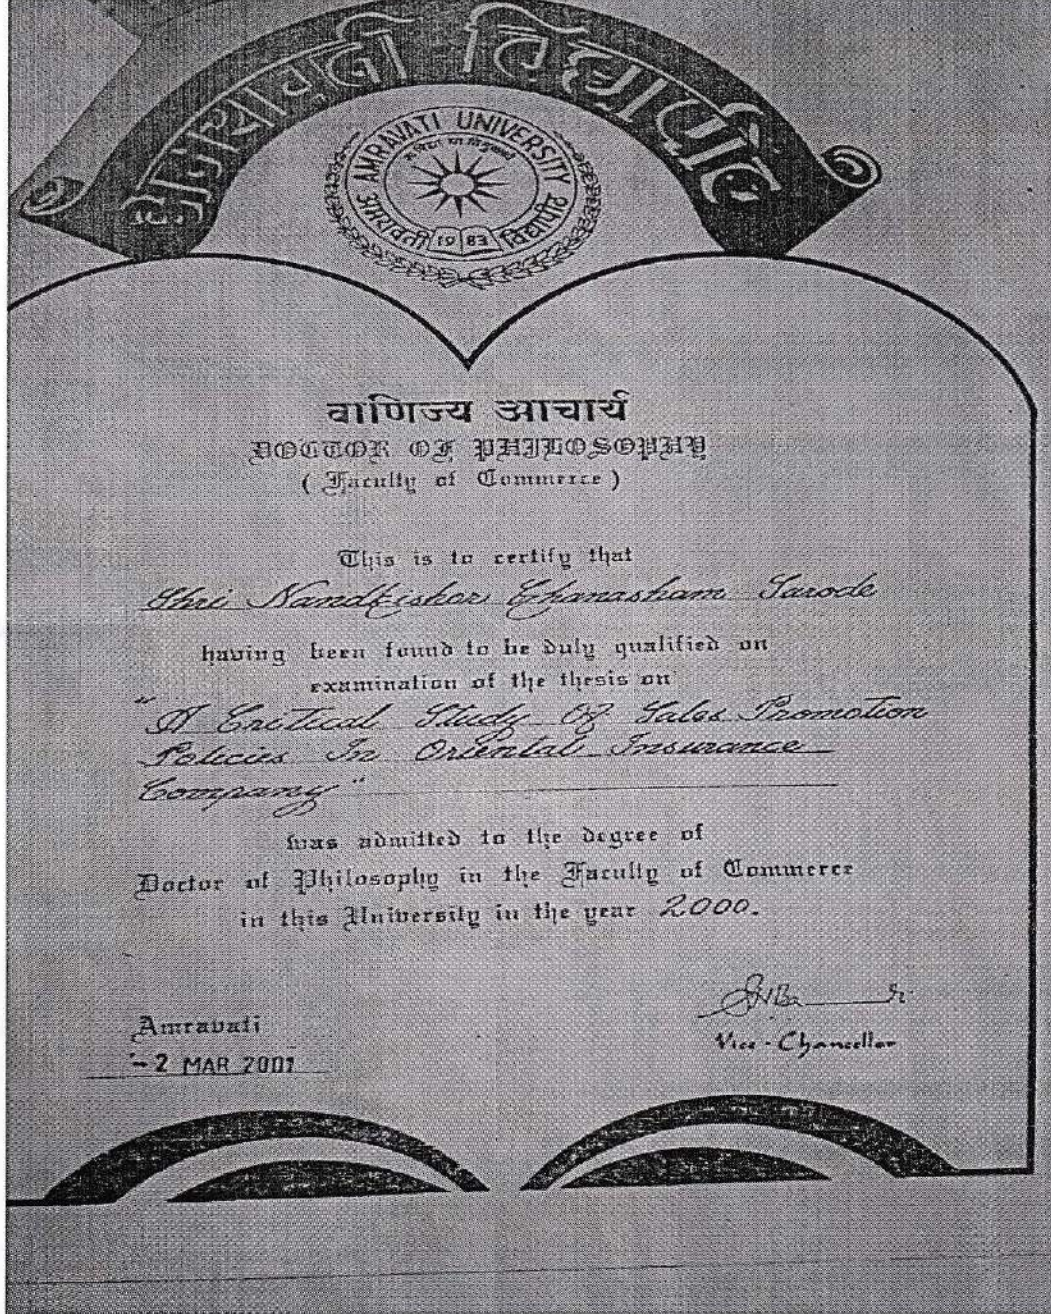 अमरावती विद्यापीठ
AMRAVATI UNIVERSITY
अमरावती 1983 विद्यापीठ
वाणिज्य आचार्य
DOCTOR OF PHILOSOPHY
( Faculty of Commerce )
This is to certify that
Shri Nandkishor Ghanasham Sarode
having been found to be duly qualified on
examination of the thesis on
"A Critical Study Of Sales Promotion
Policies In Oriental Insurance
Company"
was admitted to the degree of
Doctor of Philosophy in the Faculty of Commerce
in this University in the year 2000.
Amravati
-2 MAR 2001
Vice - Chancellor